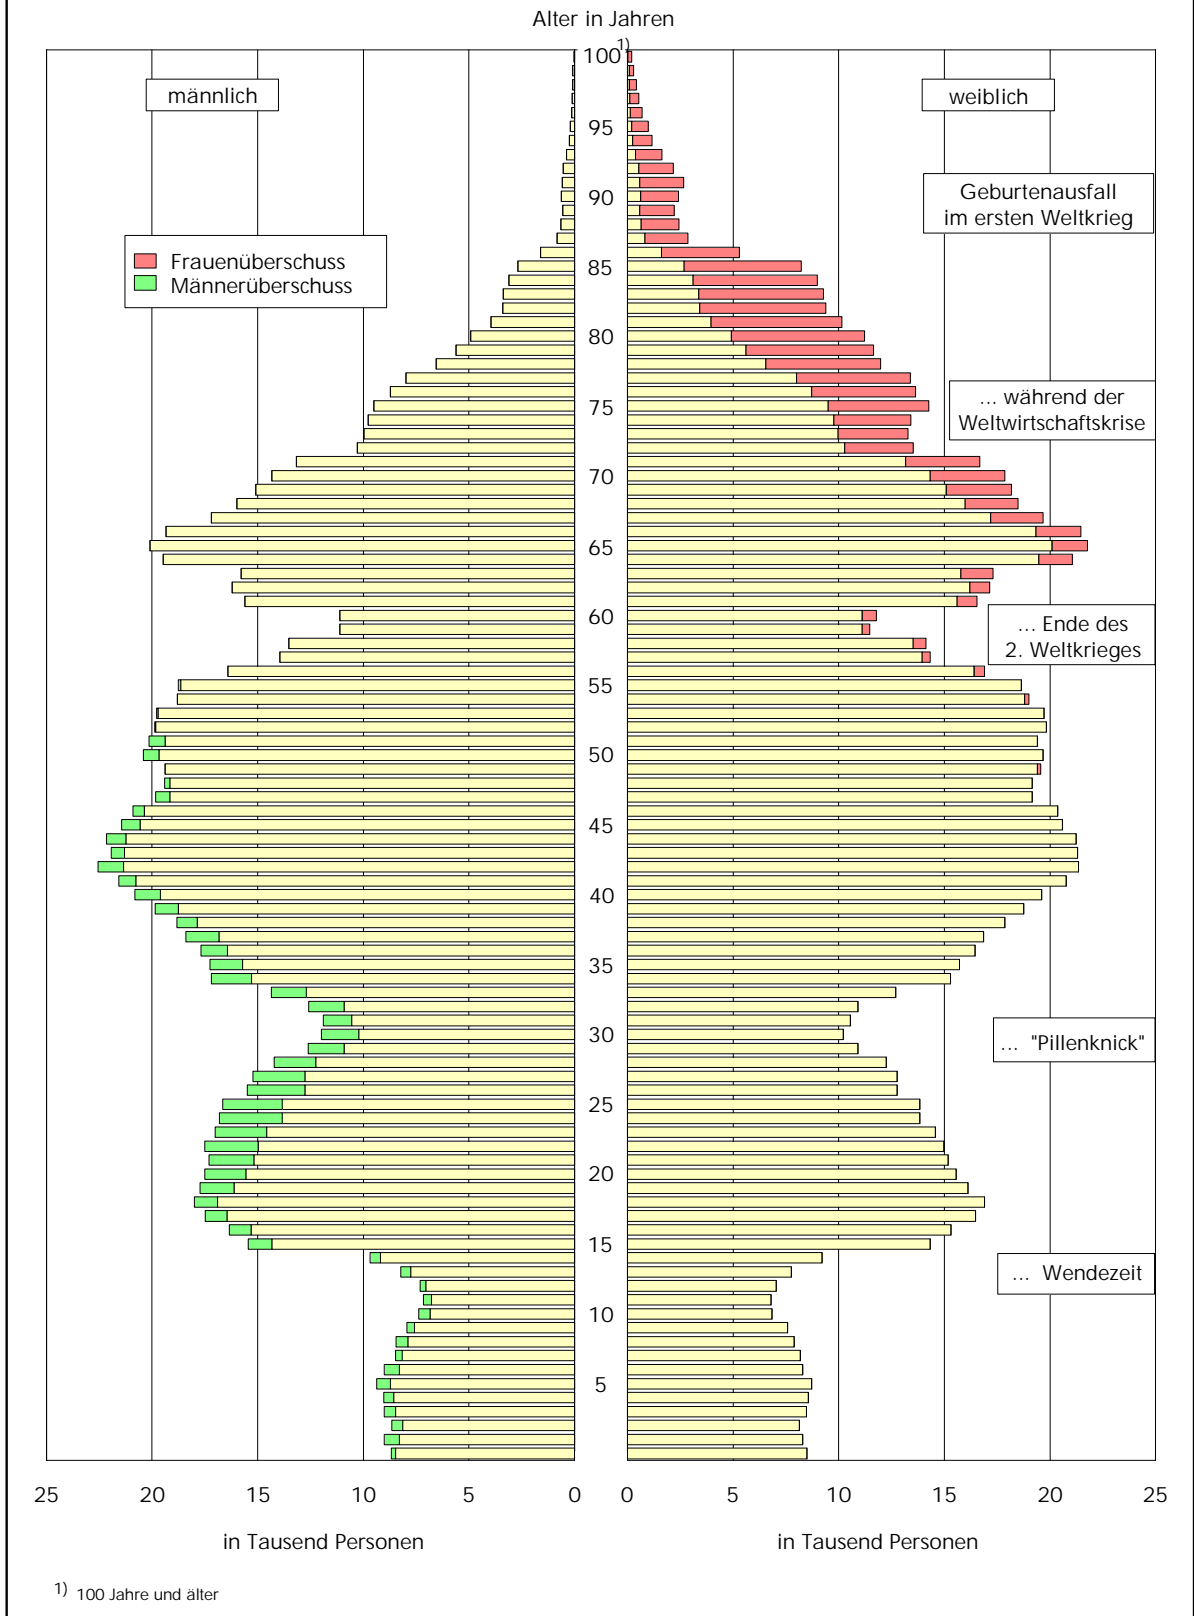 Alter in Jahren
1)
100
männlich
weiblich
95
Geburtenausfall
im ersten Weltkrieg
90
Frauenüberschuss
Männerüberschuss
85
80
... während der
Weltwirtschaftskrise
75
70
65
60
... Ende des
2. Weltkrieges
55
50
45
40
35
30
... "Pillenknick"
25
20
15
... Wendezeit
10
5
25 20 15 10 5 0 0 5 10 15 20 25
in Tausend Personen in Tausend Personen
1) 100 Jahre und älter